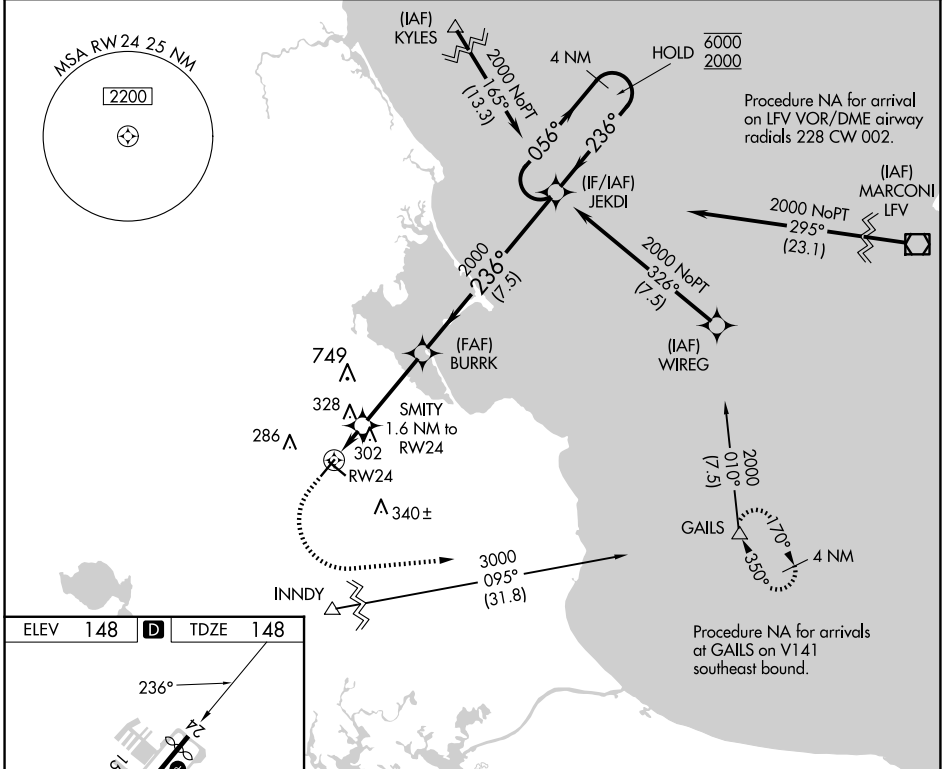 MSA RW 24 25 NM
2200
(IAF)
KYLES
2000 NoPT
165°
(13.3)
4 NM
HOLD
6000
2000
056°
236°
Procedure NA for arrival
on LFV VOR/DME airway
radials 228 CW 002.
(IF/IAF)
JEKDI
(IAF)
MARCONI
LFV
2000 NoPT
295°
(23.1)
2000
236°
(7.5)
2000 NoPT
326°
(7.5)
(IAF)
WIREG
(FAF)
BURRK
749
328
SMITY
1.6 NM to
RW24
286
302
RW24
340±
2000
010°
(7.5)
GAILS
170°
350°
4 NM
3000
095°
(31.8)
INNDY
Procedure NA for arrivals
at GAILS on V141
southeast bound.
ELEV 148 D TDZE 148
236°
24